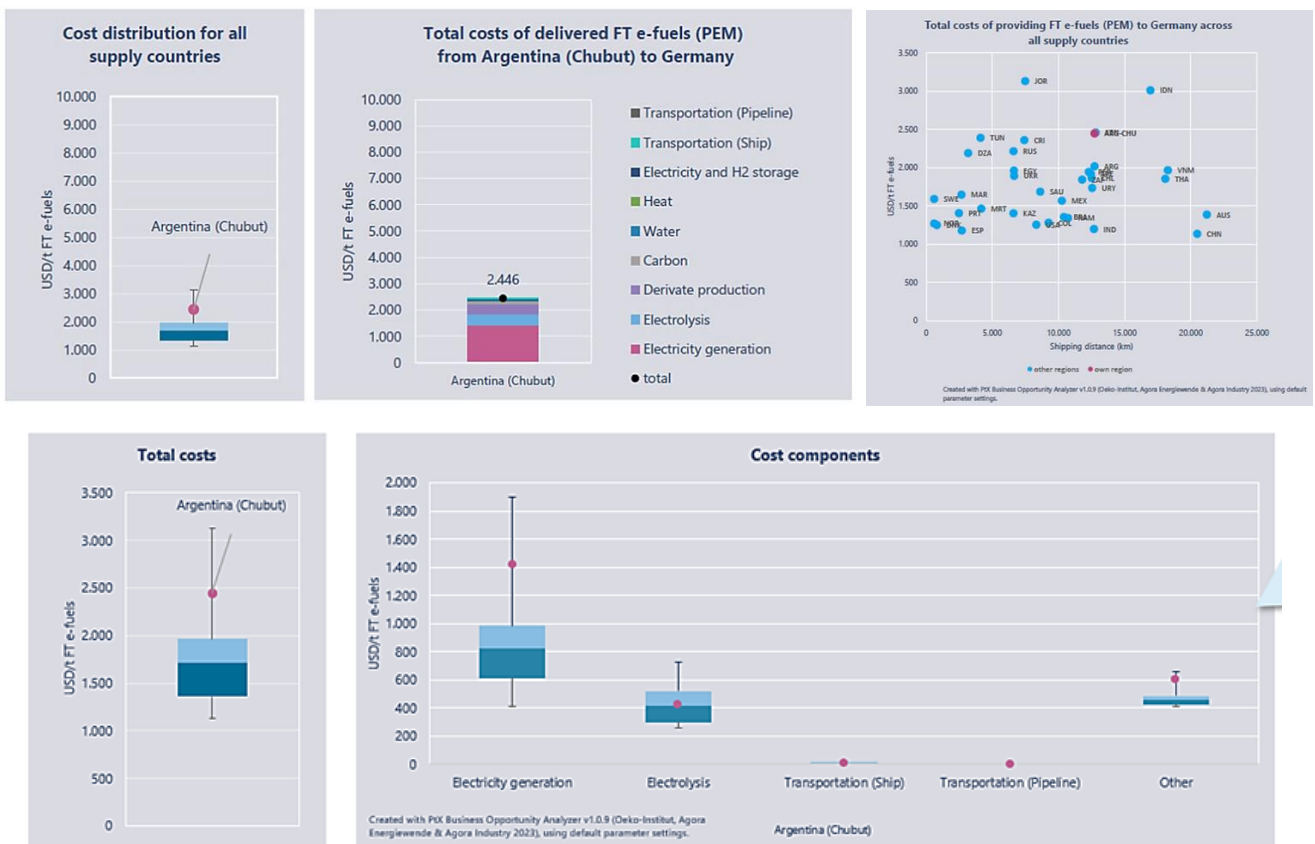 Cost distribution for all
supply countries
10.000
9.000
8.000
7.000
6.000
5.000
4.000
3.000
2.000
1.000
0
USD/t FT e-fuels
Argentina (Chubut)
Total costs of delivered FT e-fuels (PEM)
from Argentina (Chubut) to Germany
10.000
9.000
8.000
7.000
6.000
5.000
4.000
3.000
2.000
1.000
0
USD/t FT e-fuels
2.446
Argentina (Chubut)
Transportation (Pipeline)
Transportation (Ship)
Electricity and H2 storage
Heat
Water
Carbon
Derivate production
Electrolysis
Electricity generation
total
Total costs of providing FT e-fuels (PEM) to Germany across
all supply countries
3.500
3.000
2.500
2.000
1.500
1.000
500
0
USD/t FT e-fuels
JOR
IDN
ARG-CHU
TUN
CRI
DZA
RUS
ARG
VNM
THA
SAU
URY
SWE
MAR
MEX
PRT
MRT
KAZ
AUS
COL
ESP
IND
CHN
0
5.000
10.000
15.000
20.000
25.000
Shipping distance (km)
other regions
own region
Created with PtX Business Opportunity Analyzer v1.0.9 (Oeko-Institut, Agora Energiewende & Agora Industry 2023), using default
parameter settings.
Total costs
3.500
3.000
2.500
2.000
1.500
1.000
500
0
USD/t FT e-fuels
Argentina (Chubut)
Cost components
2.000
1.800
1.600
1.400
1.200
1.000
800
600
400
200
0
USD/t FT e-fuels
Electricity generation
Electrolysis
Transportation (Ship)
Transportation (Pipeline)
Other
Created with PtX Business Opportunity Analyzer v1.0.9 (Oeko-Institut, Agora
Energiewende & Agora Industry 2023), using default parameter settings.
Argentina (Chubut)